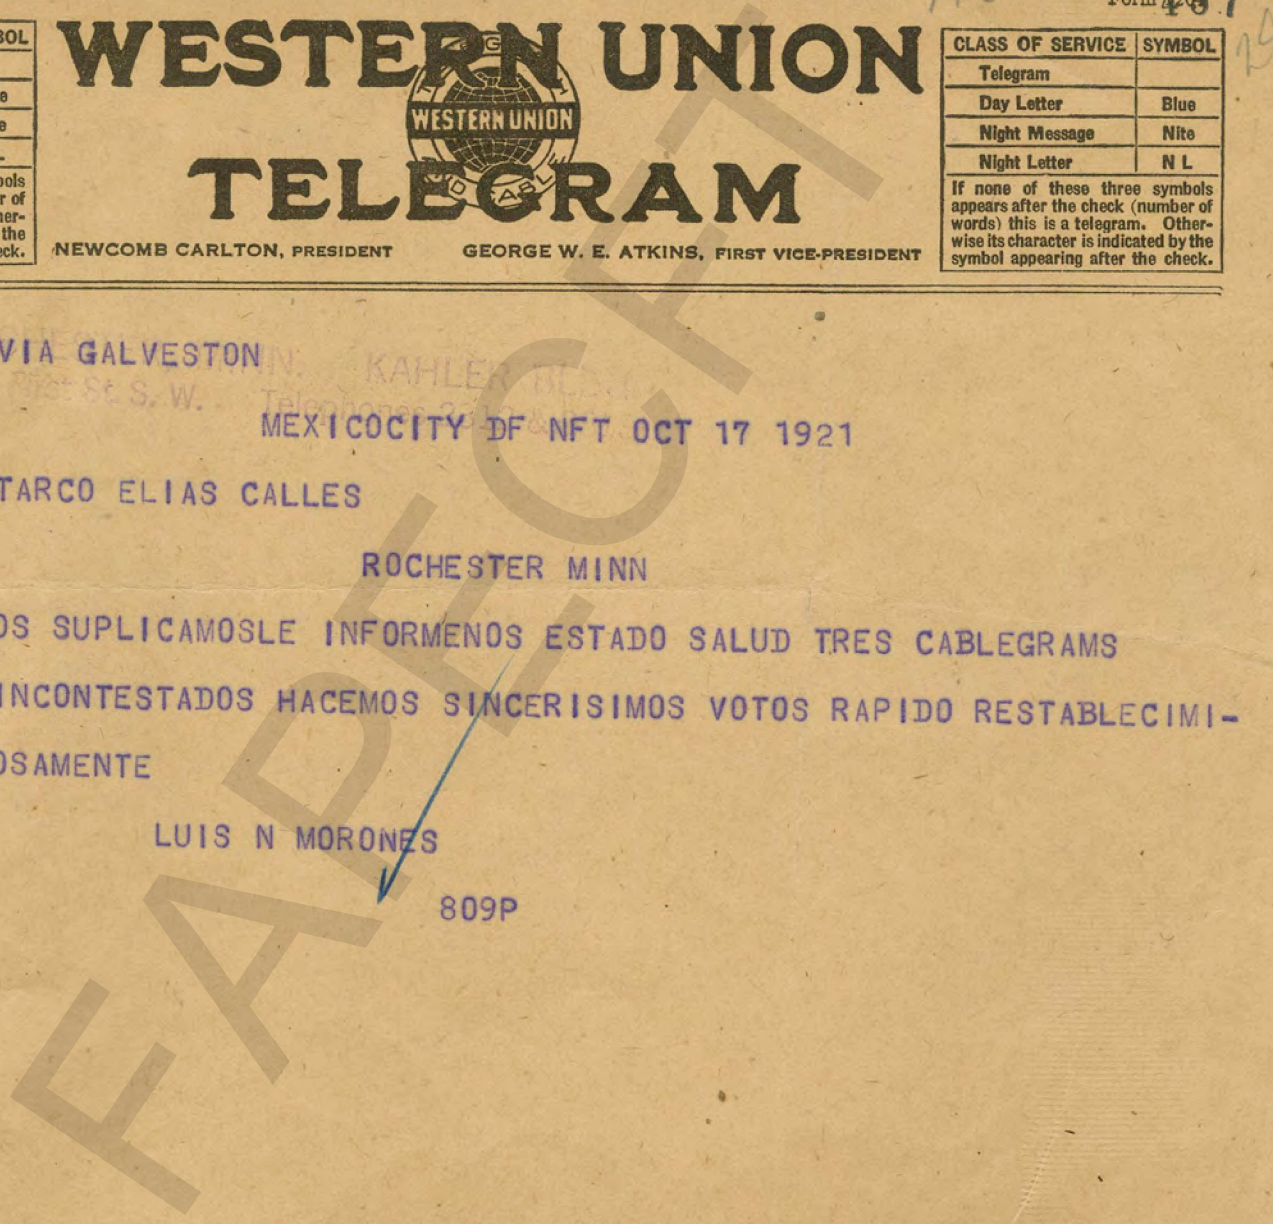 WESTERN UNION
WESTERN UNION
TELEGRAM
NEWCOMB CARLTON, PRESIDENT GEORGE W. E. ATKINS, FIRST VICE-PRESIDENT
CLASS OF SERVICE SYMBOL
Telegram
Day Letter Blue
Night Message Nite
Night Letter N L
If none of these three symbols
appears after the check (number of
words) this is a telegram. Other-
wise its character is indicated by the
symbol appearing after the check.
VIA GALVESTON
KAHLER
First St. S. W. Telephones
MEXICOCITY DF NFT OCT 17 1921
TARCO ELIAS CALLES
ROCHESTER MINN
OS SUPLICAMOSLE INFORMENOS ESTADO SALUD TRES CABLEGRAMS
INCONTESTADOS HACEMOS SINCERISIMOS VOTOS RAPIDO RESTABLECIMI-
OSAMENTE
LUIS N MORONES
809P
FAPECFT